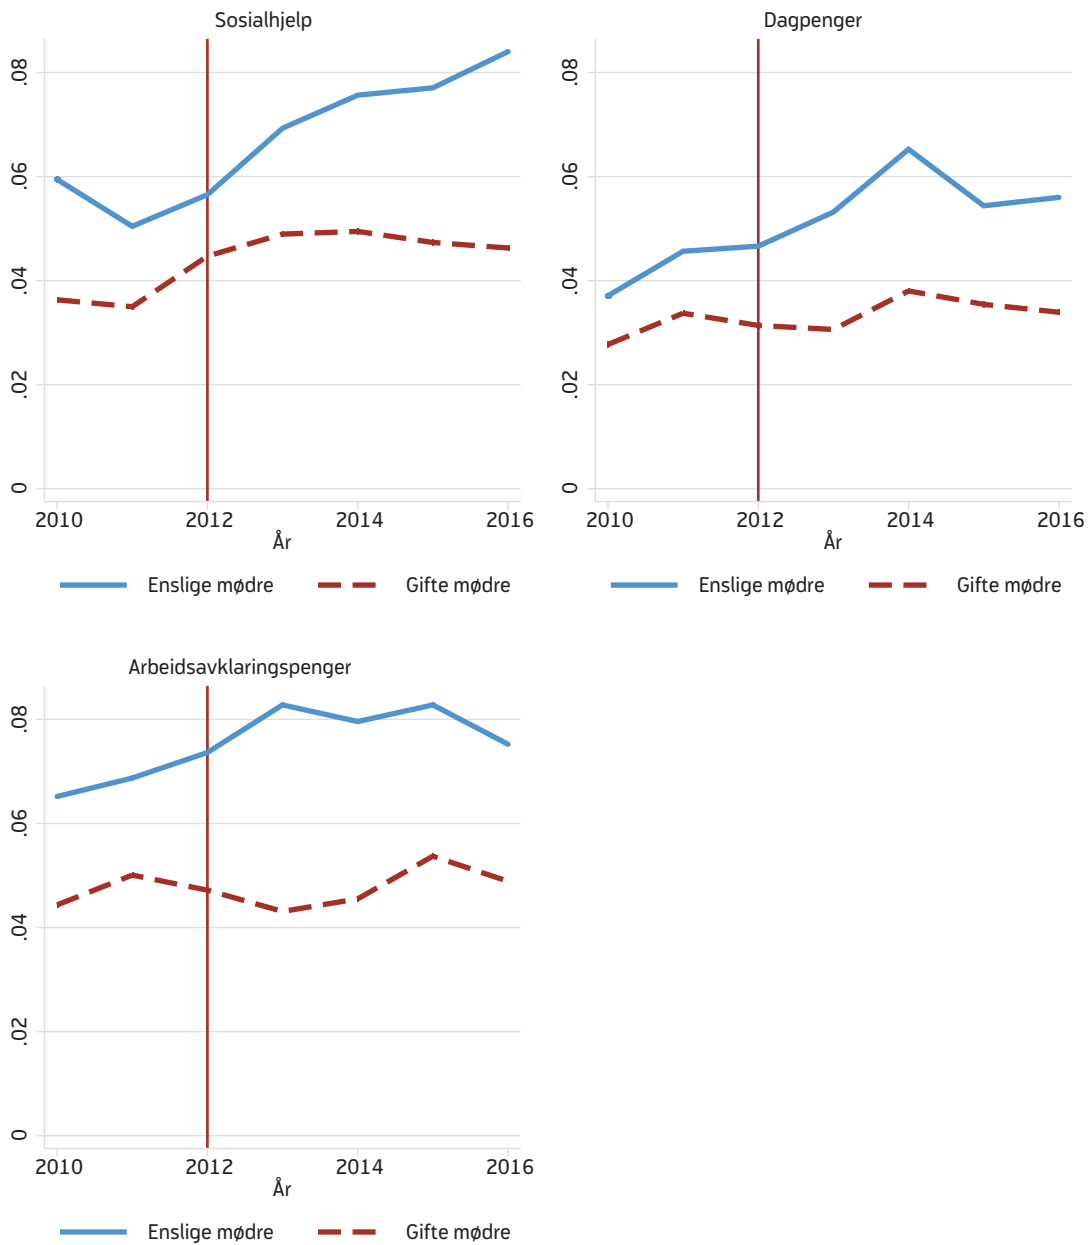 Sosialhjelp
.08
.06
.04
.02
0
2010 2012 2014 2016
År
Enslige mødre Gifte mødre
Dagpenger
.08
.06
.04
.02
0
2010 2012 2014 2016
År
Enslige mødre Gifte mødre
Arbeidsavklaringspenger
.08
.06
.04
.02
0
2010 2012 2014 2016
År
Enslige mødre Gifte mødre